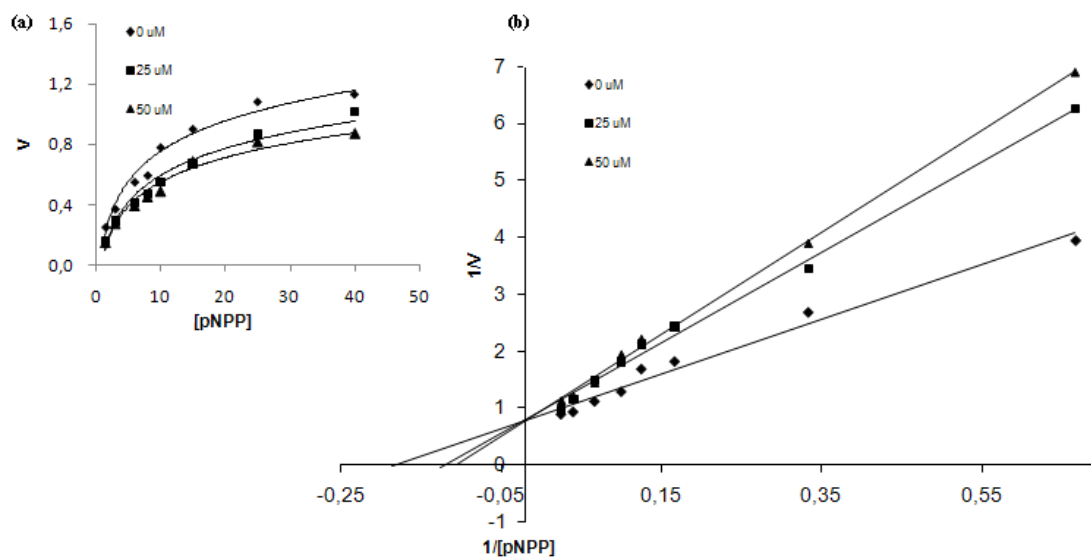 (a)
1,6
1,2
0,8
0,4
0,0
V
0 uM
25 uM
50 uM
0 10 20 30 40 50
[pNPP]
(b)
7
6
5
4
3
2
1
0
-1
1/V
0 uM
25 uM
50 uM
-0,25 -0,05 0,15 0,35 0,55
1/[pNPP]